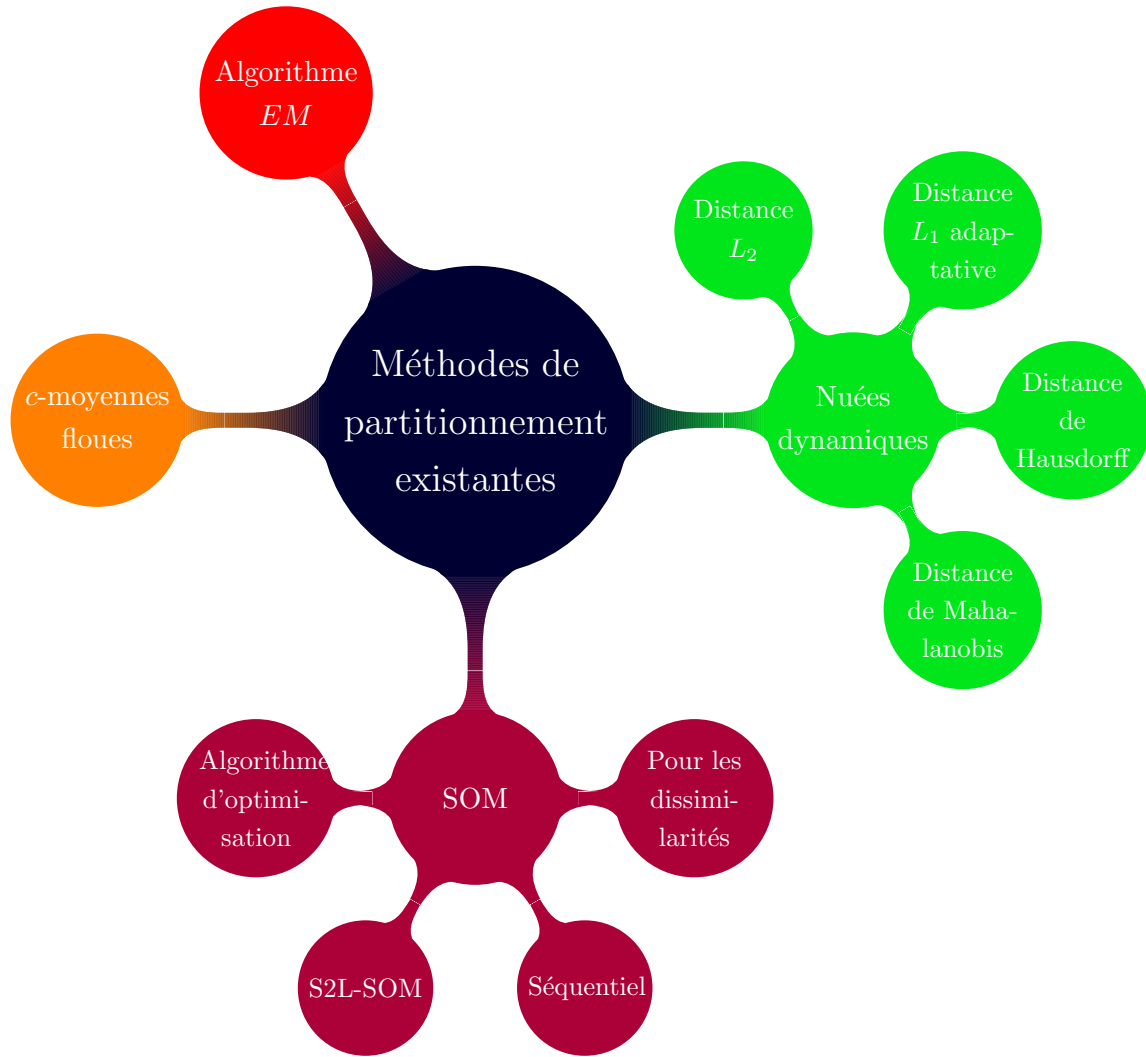 Algorithme
EM
Distance
L₂
Distance
L₁ adap-
tative
Méthodes de
partitionnement
existantes
c-moyennes
floues
Nuées
dynamiques
Distance
de
Hausdorff
Distance
de Maha-
lanobis
Algorithme
d'optimi-
sation
SOM
Pour les
dissimi-
larités
S2L-SOM
Séquentiel